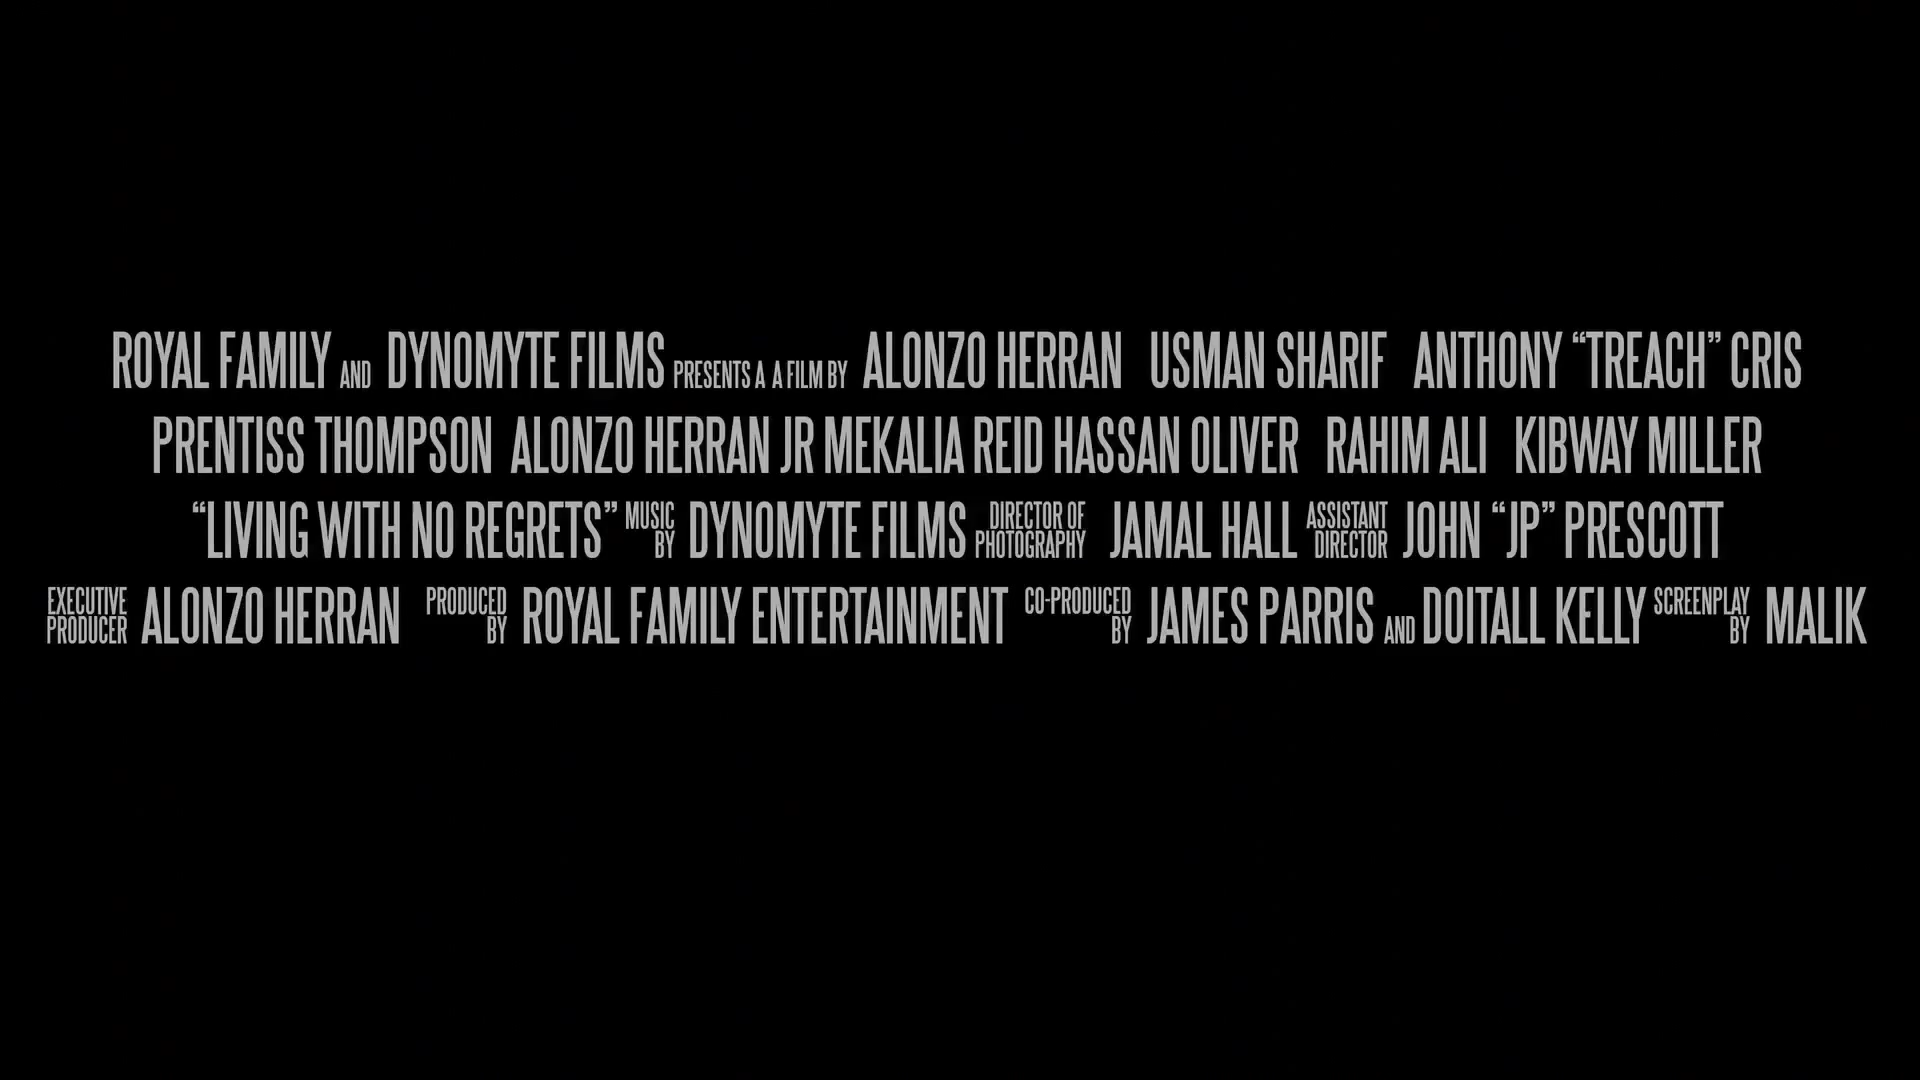 ROYAL FAMILY AND DYNOMYTE FILMS PRESENTS A A FILM BY ALONZO HERRAN USMAN SHARIF ANTHONY “TREACH” CRIS
PRENTISS THOMPSON ALONZO HERRAN JR MEKALIA REID HASSAN OLIVER RAHIM ALI KIBWAY MILLER
“LIVING WITH NO REGRETS” MUSIC BY DYNOMYTE FILMS DIRECTOR OF PHOTOGRAPHY JAMAL HALL ASSISTANT DIRECTOR JOHN “JP” PRESCOTT
EXECUTIVE PRODUCER ALONZO HERRAN PRODUCED BY ROYAL FAMILY ENTERTAINMENT CO-PRODUCED BY JAMES PARRIS AND DOITALL KELLY SCREENPLAY BY MALIK